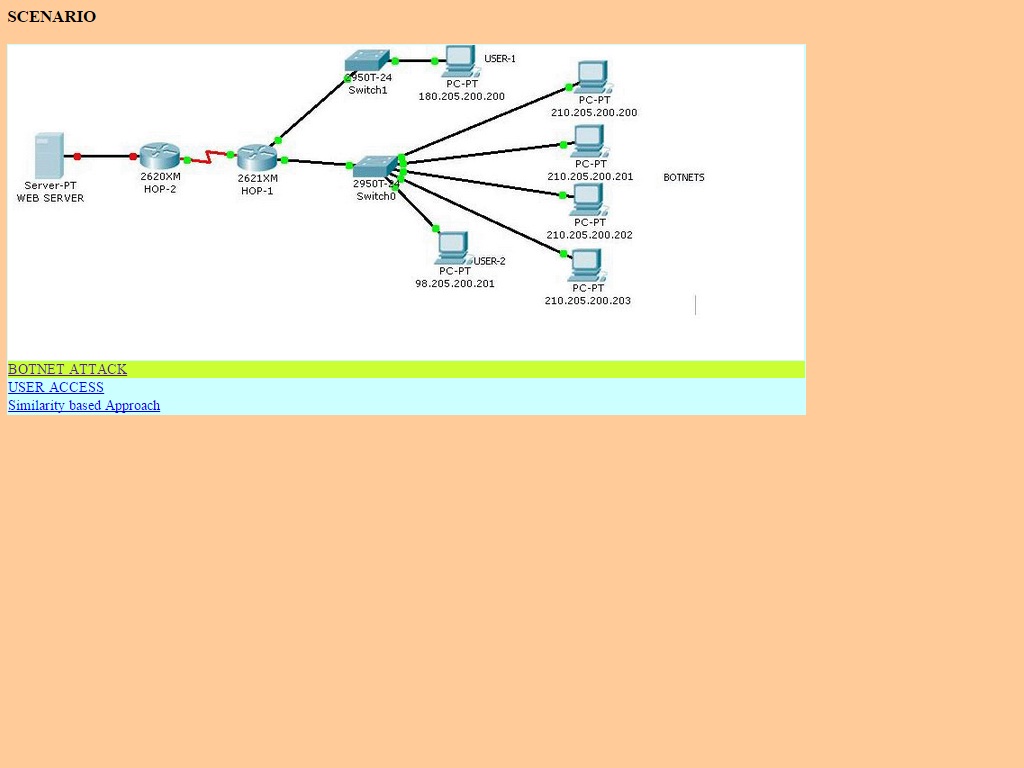 SCENARIO
USER-1
2950T-24
Switch1
PC-PT
180.205.200.200
PC-PT
210.205.200.200
Server-PT
WEB SERVER
2620XM
HOP-2
2621XM
HOP-1
2950T-24
Switch0
PC-PT
210.205.200.201
BOTNETS
PC-PT
210.205.200.202
USER-2
PC-PT
98.205.200.201
PC-PT
210.205.200.203
BOTNET ATTACK
USER ACCESS
Similarity based Approach